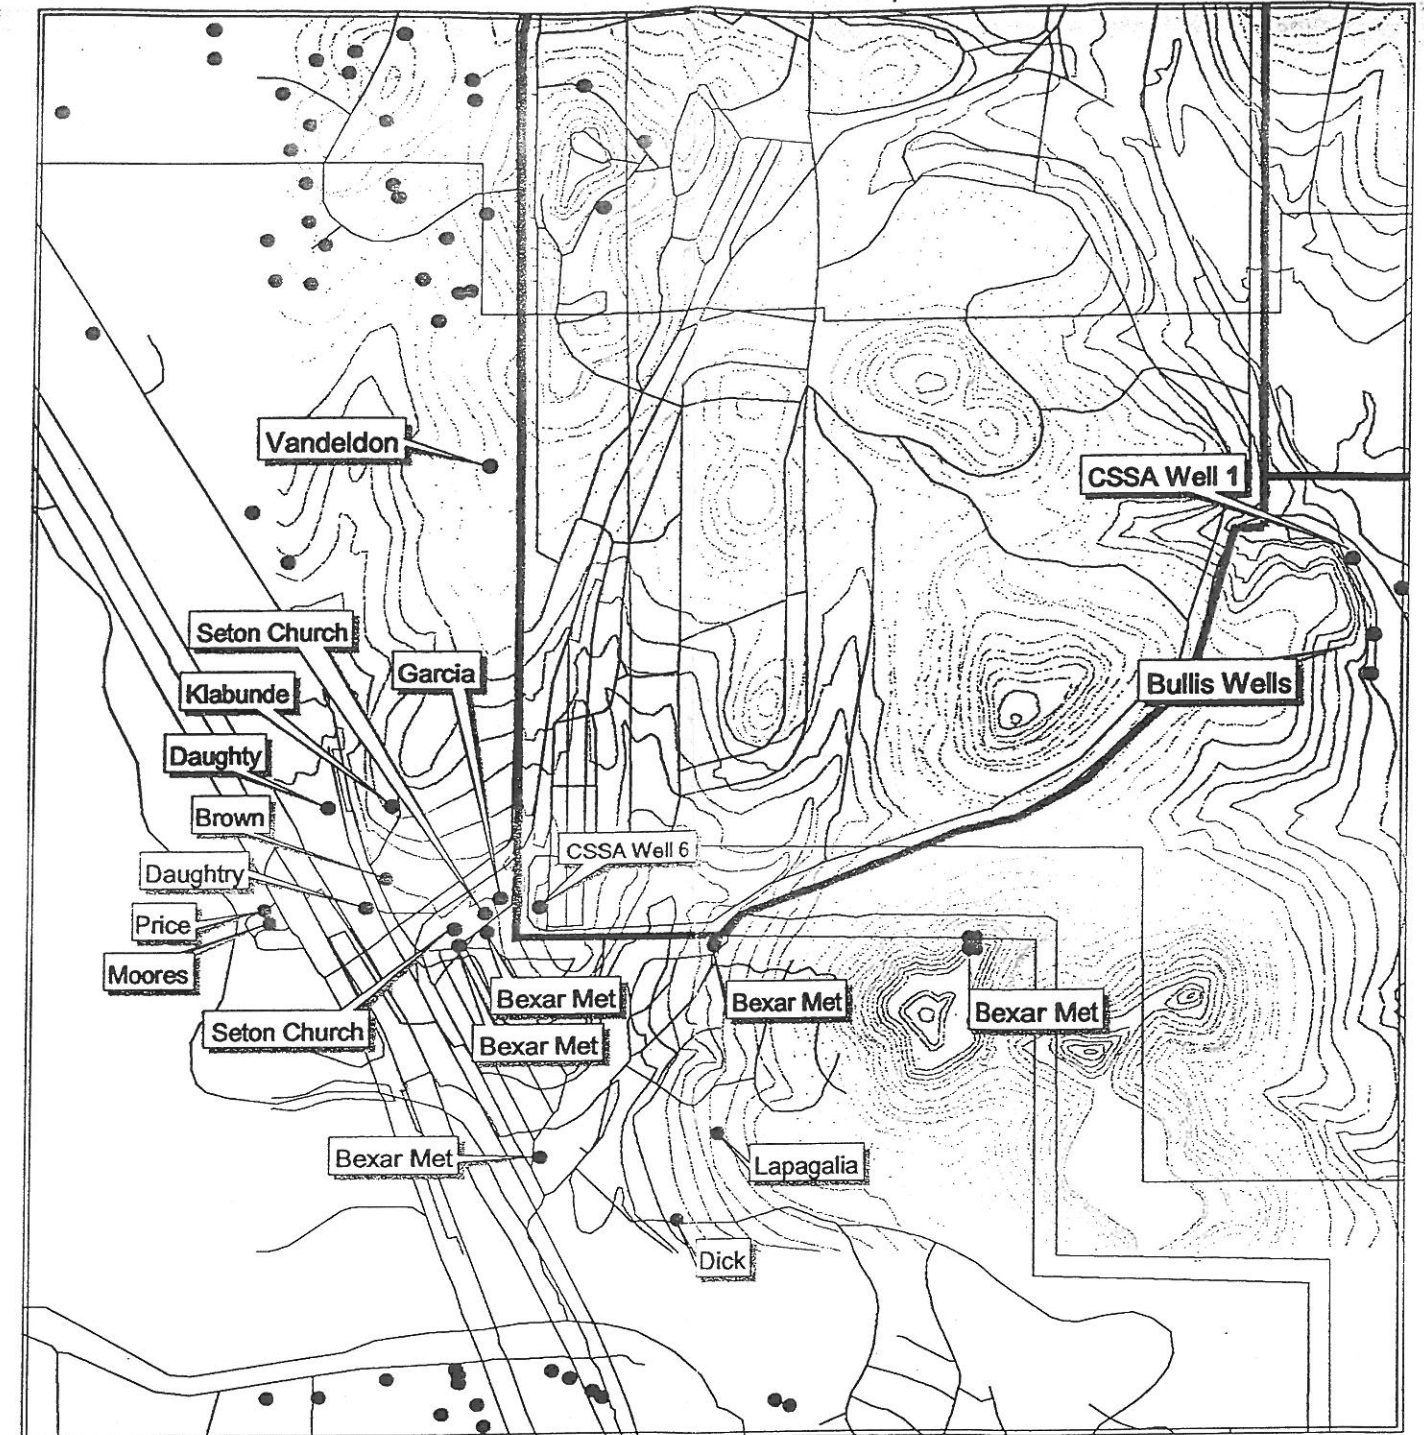 Vandeldon
CSSA Well 1
Seton Church
Garcia
Klabunde
Bullis Wells
Daughty
Brown
CSSA Well 6
Daughtry
Price
Moores
Bexar Met
Bexar Met
Bexar Met
Seton Church
Bexar Met
Bexar Met
Lapagalia
Dick